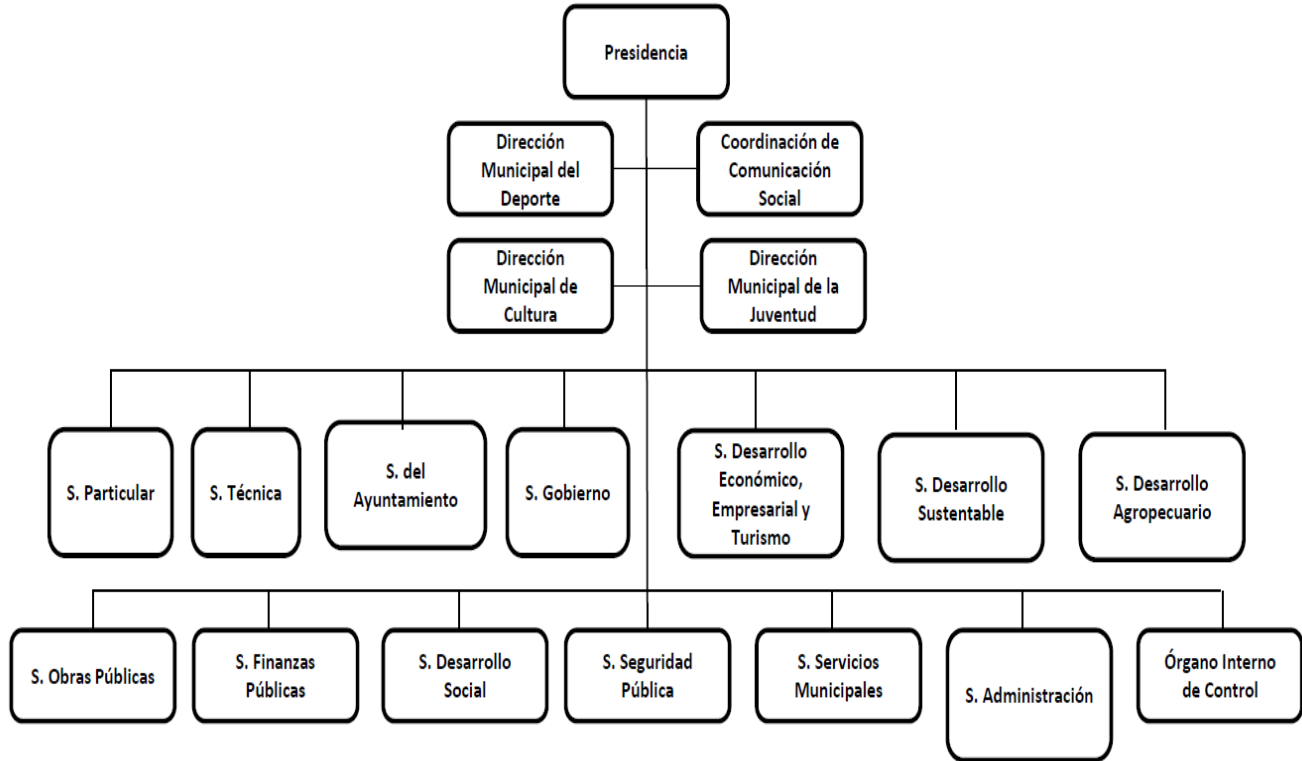 Presidencia
Dirección
Municipal del
Deporte
Coordinación de
Comunicación
Social
Dirección
Municipal de
Cultura
Dirección
Municipal de la
Juventud
S. Particular
S. Técnica
S. del
Ayuntamiento
S. Gobierno
S. Desarrollo
Económico,
Empresarial y
Turismo
S. Desarrollo
Sustentable
S. Desarrollo
Agropecuario
S. Obras Públicas
S. Finanzas
Públicas
S. Desarrollo
Social
S. Seguridad
Pública
S. Servicios
Municipales
S. Administración
Órgano Interno
de Control